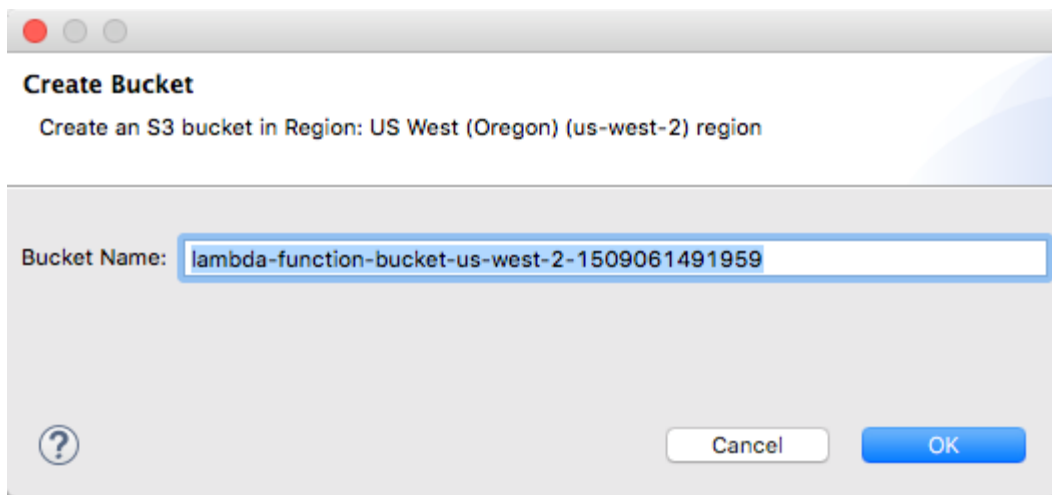 Create Bucket
Create an S3 bucket in Region: US West (Oregon) (us-west-2) region
Bucket Name: lambda-function-bucket-us-west-2-1509061491959
? Cancel OK